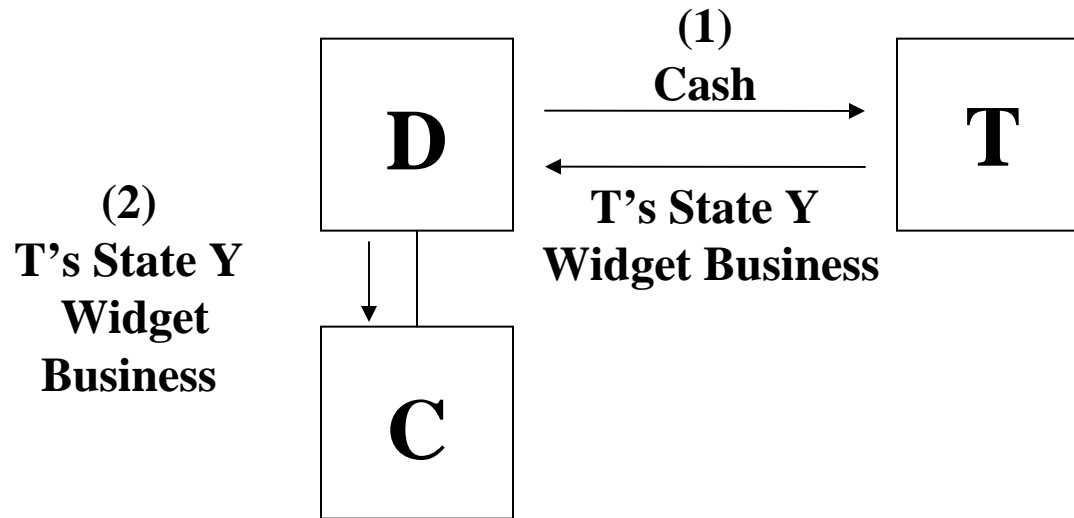 (1)
Cash
D
T
T's State Y
Widget Business
(2)
T's State Y
Widget
Business
C